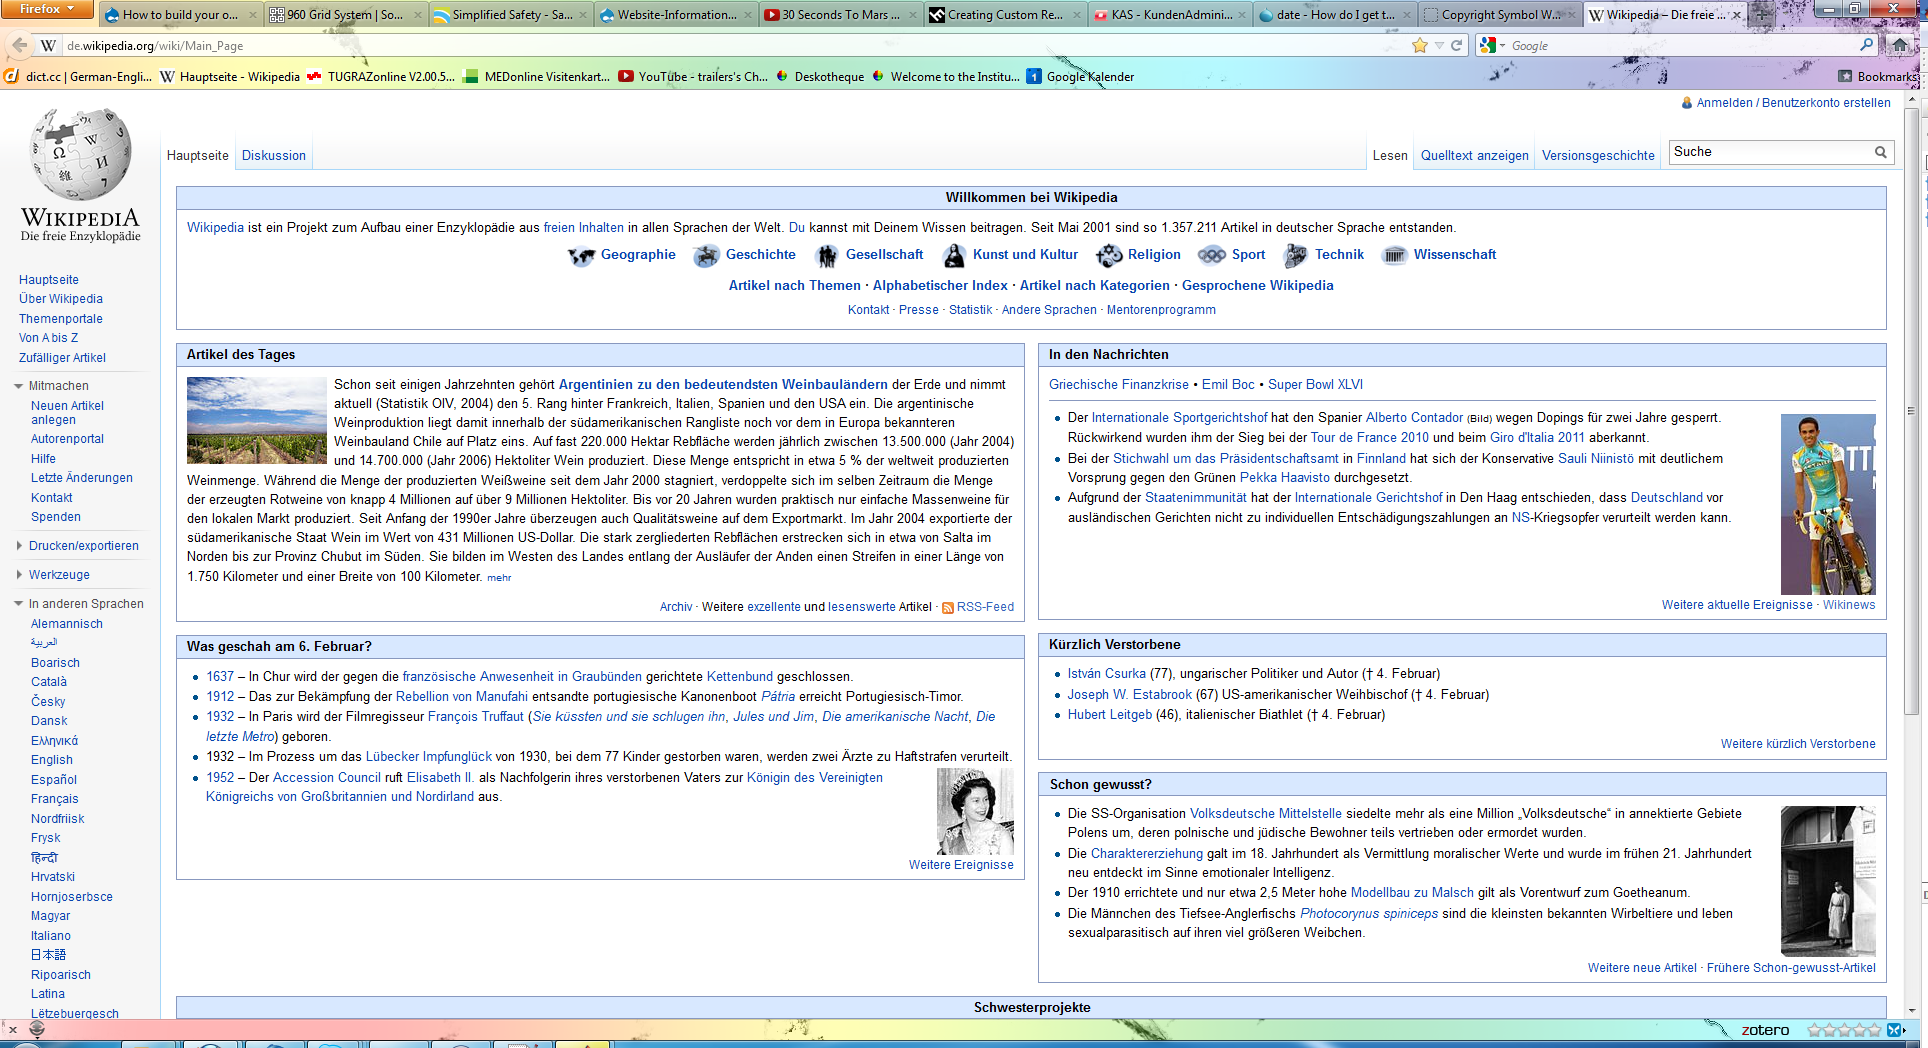 Firefox
How to build your o...
960 Grid System | So...
Simplified Safety - Sa...
Website-Information...
30 Seconds To Mars ...
Creating Custom Re...
KAS - KundenAdmini...
date - How do I get t...
Copyright Symbol W...
Wikipedia – Die freie ...
de.wikipedia.org/wiki/Main_Page
Google
dict.cc | German-Engli...
Hauptseite - Wikipedia
TUGRAZonline V2.00.5...
MEDonline Visitenkart...
YouTube - trailers's Ch...
Deskotheque
Welcome to the Institu...
Google Kalender
Bookmarks
Anmelden / Benutzerkonto erstellen
WIKIPEDIA
Die freie Enzyklopädie
Hauptseite
Diskussion
Lesen
Quelltext anzeigen
Versionsgeschichte
Suche
Hauptseite
Über Wikipedia
Themenportale
Von A bis Z
Zufälliger Artikel
Mitmachen
Neuen Artikel
anlegen
Autorenportal
Hilfe
Letzte Änderungen
Kontakt
Spenden
Drucken/exportieren
Werkzeuge
In anderen Sprachen
Alemannisch
العربية
Boarisch
Català
Česky
Dansk
Ελληνικά
English
Español
Français
Nordfriisk
Frysk
हिन्दी
Hrvatski
Hornjoserbsce
Magyar
Italiano
日本語
Ripoarisch
Latina
Lëtzebuergesch
Willkommen bei Wikipedia
Wikipedia ist ein Projekt zum Aufbau einer Enzyklopädie aus freien Inhalten in allen Sprachen der Welt. Du kannst mit Deinem Wissen beitragen. Seit Mai 2001 sind so 1.357.211 Artikel in deutscher Sprache entstanden.
Geographie Geschichte Gesellschaft Kunst und Kultur Religion Sport Technik Wissenschaft
Artikel nach Themen · Alphabetischer Index · Artikel nach Kategorien · Gesprochene Wikipedia
Kontakt · Presse · Statistik · Andere Sprachen · Mentorenprogramm
Artikel des Tages
Schon seit einigen Jahrzehnten gehört Argentinien zu den bedeutendsten Weinbauländern der Erde und nimmt
aktuell (Statistik OIV, 2004) den 5. Rang hinter Frankreich, Italien, Spanien und den USA ein. Die argentinische
Weinproduktion liegt damit innerhalb der südamerikanischen Rangliste noch vor dem in Europa bekannteren
Weinbauland Chile auf Platz eins. Auf fast 220.000 Hektar Rebfläche werden jährlich zwischen 13.500.000 (Jahr 2004)
und 14.700.000 (Jahr 2006) Hektoliter Wein produziert. Diese Menge entspricht in etwa 5 % der weltweit produzierten
Weinmenge. Während die Menge der produzierten Weißweine seit dem Jahr 2000 stagniert, verdoppelte sich im selben Zeitraum die Menge
der erzeugten Rotweine von knapp 4 Millionen auf über 9 Millionen Hektoliter. Bis vor 20 Jahren wurden praktisch nur einfache Massenweine für
den lokalen Markt produziert. Seit Anfang der 1990er Jahre überzeugen auch Qualitätsweine auf dem Exportmarkt. Im Jahr 2004 exportierte der
südamerikanische Staat Wein im Wert von 431 Millionen US-Dollar. Die stark zergliederten Rebflächen erstrecken sich in etwa von Salta im
Norden bis zur Provinz Chubut im Süden. Sie bilden im Westen des Landes entlang der Ausläufer der Anden einen Streifen in einer Länge von
1.750 Kilometer und einer Breite von 100 Kilometer. mehr
Archiv · Weitere exzellente und lesenswerte Artikel · RSS-Feed
Was geschah am 6. Februar?
1637 – In Chur wird der gegen die französische Anwesenheit in Graubünden gerichtete Kettenbund geschlossen.
1912 – Das zur Bekämpfung der Rebellion von Manufahi entsandte portugiesische Kanonenboot Pátria erreicht Portugiesisch-Timor.
1932 – In Paris wird der Filmregisseur François Truffaut (Sie küssten und sie schlugen ihn, Jules und Jim, Die amerikanische Nacht, Die
letzte Metro) geboren.
1932 – Im Prozess um das Lübecker Impfunglück von 1930, bei dem 77 Kinder gestorben waren, werden zwei Ärzte zu Haftstrafen verurteilt.
1952 – Der Accession Council ruft Elisabeth II. als Nachfolgerin ihres verstorbenen Vaters zur Königin des Vereinigten
Königreichs von Großbritannien und Nordirland aus.
Weitere Ereignisse
In den Nachrichten
Griechische Finanzkrise • Emil Boc • Super Bowl XLVI
Der Internationale Sportgerichtshof hat den Spanier Alberto Contador (Bild) wegen Dopings für zwei Jahre gesperrt.
Rückwirkend wurden ihm der Sieg bei der Tour de France 2010 und beim Giro d'Italia 2011 aberkannt.
Bei der Stichwahl um das Präsidentschaftsamt in Finnland hat sich der Konservative Sauli Niinistö mit deutlichem
Vorsprung gegen den Grünen Pekka Haavisto durchgesetzt.
Aufgrund der Staatenimmunität hat der Internationale Gerichtshof in Den Haag entschieden, dass Deutschland vor
ausländischen Gerichten nicht zu individuellen Entschädigungszahlungen an NS-Kriegsopfer verurteilt werden kann.
Weitere aktuelle Ereignisse · Wikinews
Kürzlich Verstorbene
István Csurka (77), ungarischer Politiker und Autor († 4. Februar)
Joseph W. Estabrook (67) US-amerikanischer Weihbischof († 4. Februar)
Hubert Leitgeb (46), italienischer Biathlet († 4. Februar)
Weitere kürzlich Verstorbene
Schon gewusst?
Die SS-Organisation Volksdeutsche Mittelstelle siedelte mehr als eine Million „Volksdeutsche“ in annektierte Gebiete
Polens um, deren polnische und jüdische Bewohner teils vertrieben oder ermordet wurden.
Die Charaktererziehung galt im 18. Jahrhundert als Vermittlung moralischer Werte und wurde im frühen 21. Jahrhundert
neu entdeckt im Sinne emotionaler Intelligenz.
Der 1910 errichtete und nur etwa 2,5 Meter hohe Modellbau zu Malsch gilt als Vorentwurf zum Goetheanum.
Die Männchen des Tiefsee-Anglerfischs Photocorynus spiniceps sind die kleinsten bekannten Wirbeltiere und leben
sexualparasitisch auf ihren viel größeren Weibchen.
Weitere neue Artikel · Frühere Schon-gewusst-Artikel
Schwesterprojekte
zotero